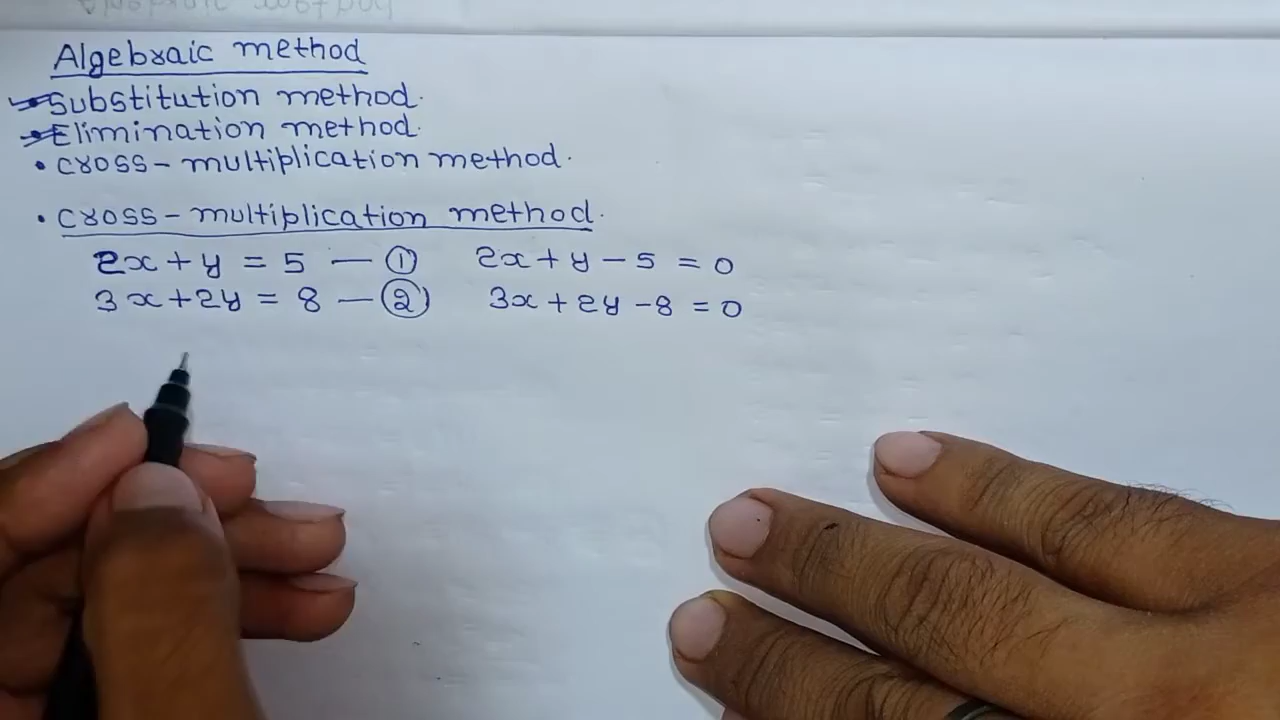 Algebraic method
Substitution method.
Elimination method.
• cross-multiplication method.
• cross-multiplication method.
2x + y = 5 — ① 2x + y - 5 = 0
3x + 2y = 8 — ② 3x + 2y - 8 = 0